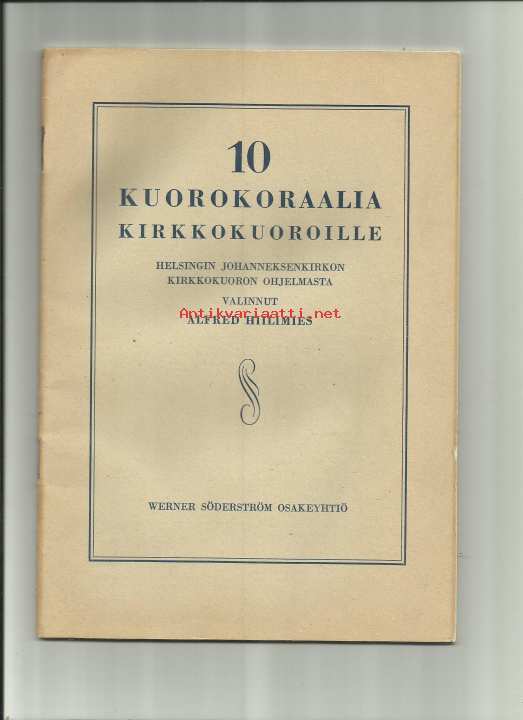 10
KUOROKORAALIA
KIRKKOKUOROILLE
HELSINGIN JOHANNEKSENKIRKON
KIRKKOKUORON OHJELMASTA
VALINNUT
Antikvariaatti.net
ALFRED HIILIMIES
WERNER SÖDERSTRÖM OSAKEYHTIÖ